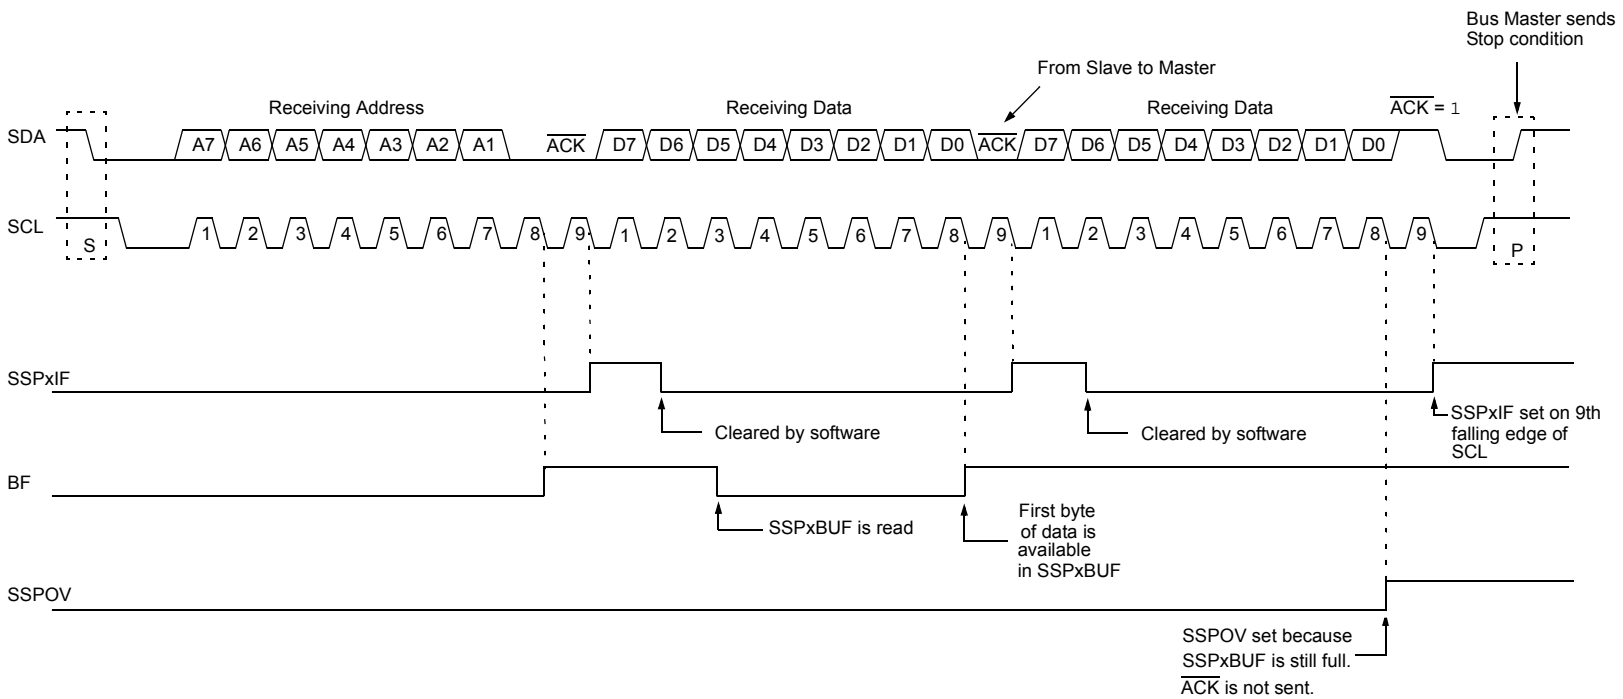 Bus Master sends
Stop condition
From Slave to Master
Receiving Address
Receiving Data
Receiving Data
ACK = 1
SDA
A7 A6 A5 A4 A3 A2 A1 ACK D7 D6 D5 D4 D3 D2 D1 D0 ACK D7 D6 D5 D4 D3 D2 D1 D0
SCL
S
1 2 3 4 5 6 7 8 9 1 2 3 4 5 6 7 8 9 1 2 3 4 5 6 7 8 9
P
SSPxIF
Cleared by software
Cleared by software
SSPxIF set on 9th
falling edge of
SCL
BF
SSPxBUF is read
First byte
of data is
available
in SSPxBUF
SSPOV
SSPOV set because
SSPxBUF is still full.
ACK is not sent.